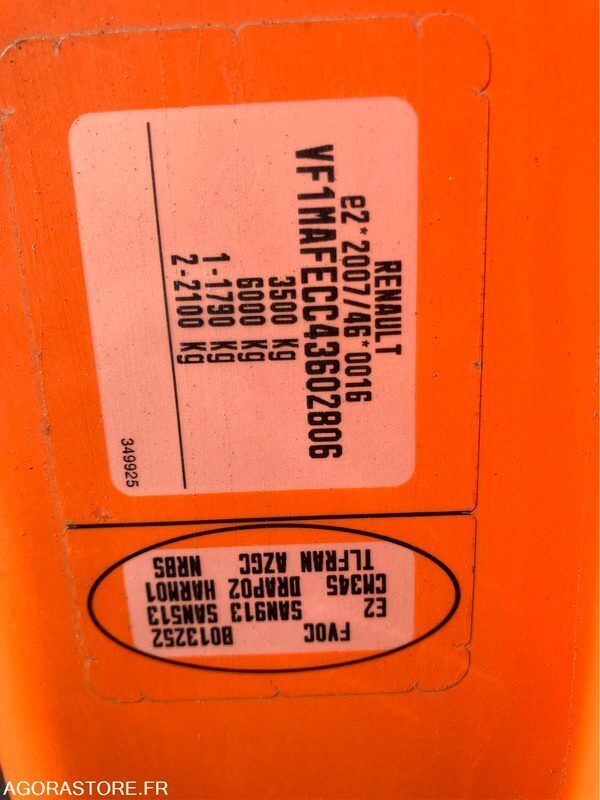 RENAULT
e2*2007/46*0016
VF1MAFECC43602806
3500 Kg
6000 Kg
1-1790 Kg
2-2100 Kg
349925
FVOC B013252
E2 SAN913 SAN513
CM345 DRAP02 HARM01
TLFRAN AZGC NRBS
AGORASTORE.FR